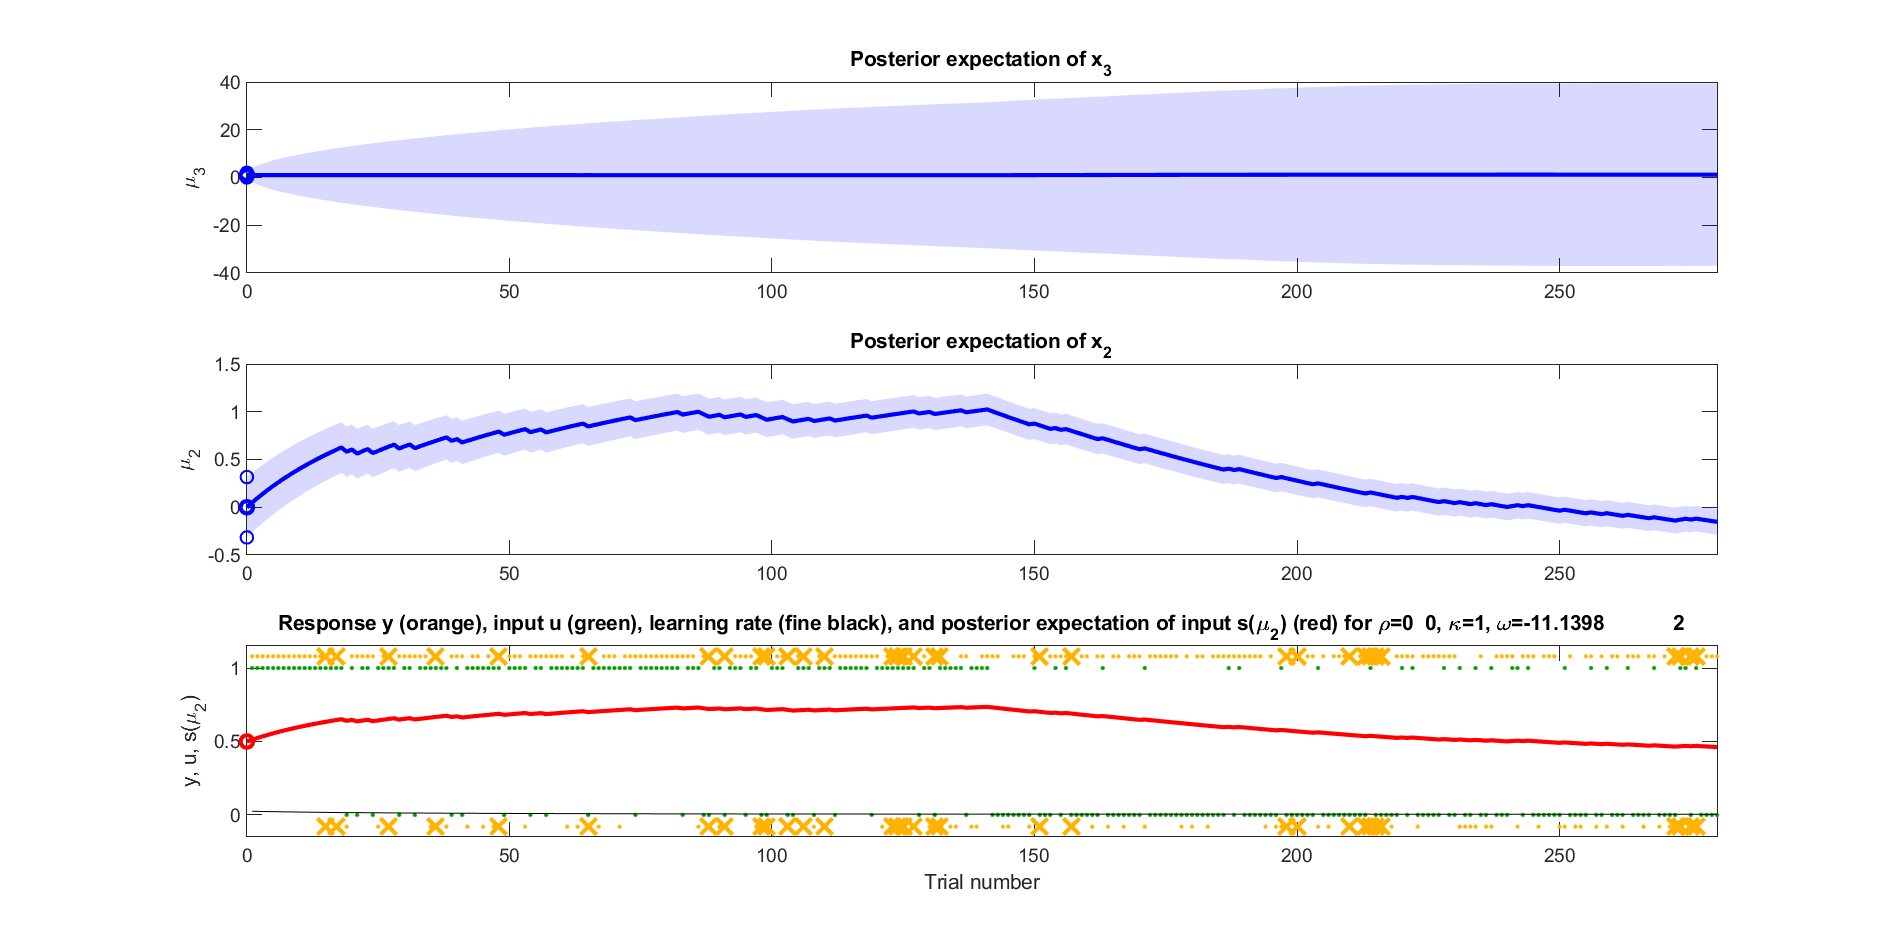 Posterior expectation of x3
40
20
0
-20
-40
μ3
0 50 100 150 200 250
Posterior expectation of x2
1.5
1
0.5
0
-0.5
μ2
0 50 100 150 200 250
Response y (orange), input u (green), learning rate (fine black), and posterior expectation of input s(μ2) (red) for ρ=0 0, κ=1, ω=-11.1398 2
1
0.5
0
y, u, s(μ2)
0 50 100 150 200 250
Trial number